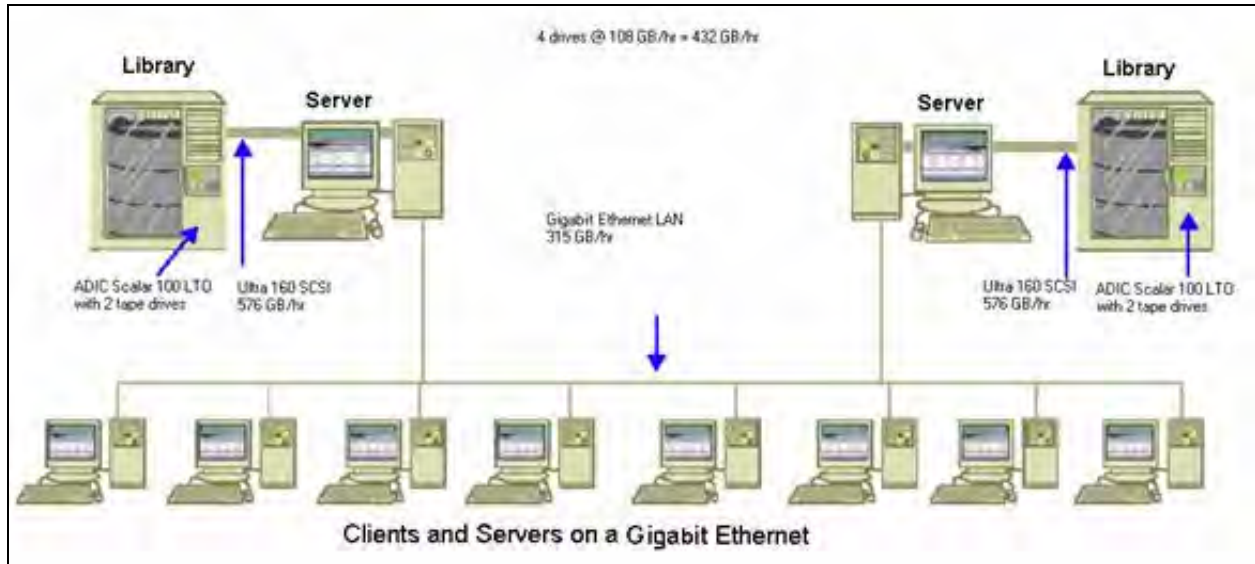 4 drives @ 108 GB/hr = 432 GB/hr
Library
Server
Server
Library
Gigabit Ethernet LAN
315 GB/hr
ADIC Scalar 100 LTO
with 2 tape drives
Ultra 160 SCSI
576 GB/hr
Ultra 160 SCSI
576 GB/hr
ADIC Scalar 100 LTO
with 2 tape drives
Clients and Servers on a Gigabit Ethernet